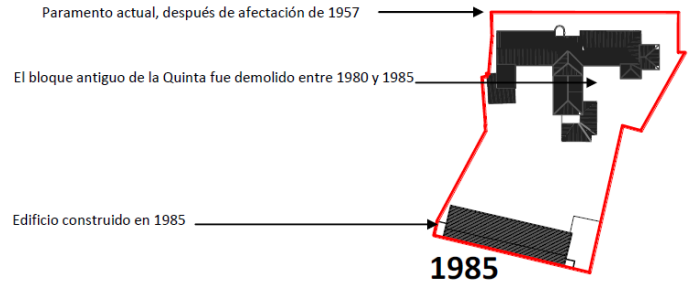 Paramento actual, después de afectación de 1957
El bloque antiguo de la Quinta fue demolido entre 1980 y 1985
Edificio construido en 1985
1985